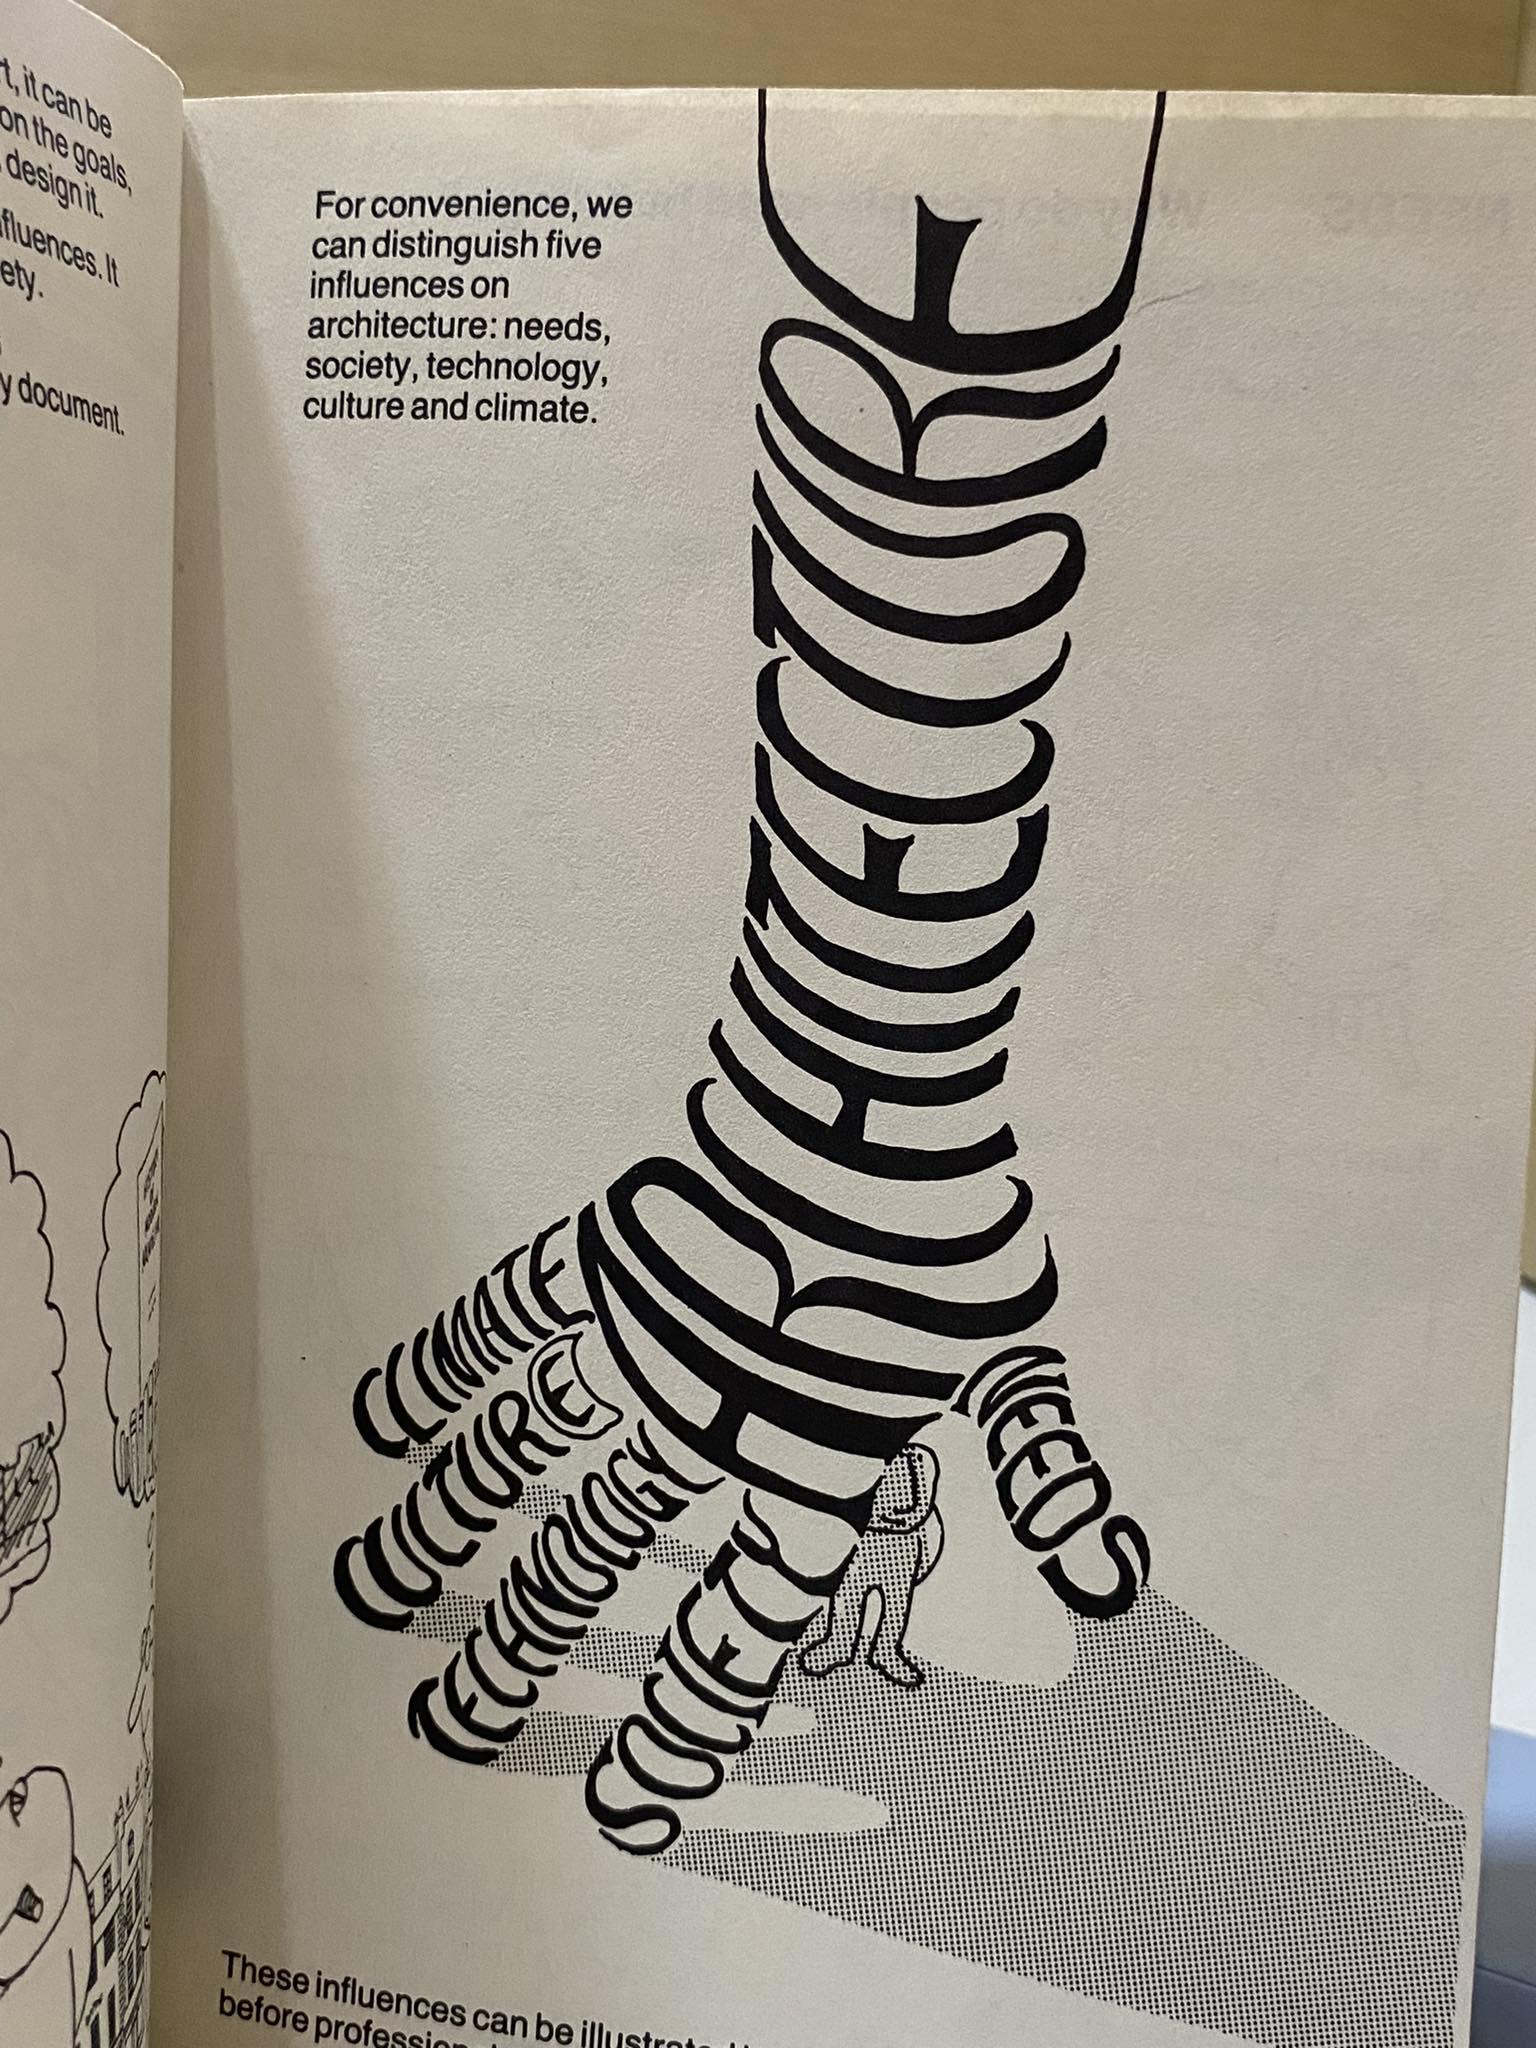 rt, it can be
on the goals,
design it.
nfluences. It
ety.
y document.
For convenience, we
can distinguish five
influences on
architecture: needs,
society, technology,
culture and climate.
ARCHITECTURE
CLIMATE
CULTURE
TECHNOLOGY
SOCIETY
NEEDS
These influences can be illustrated
before